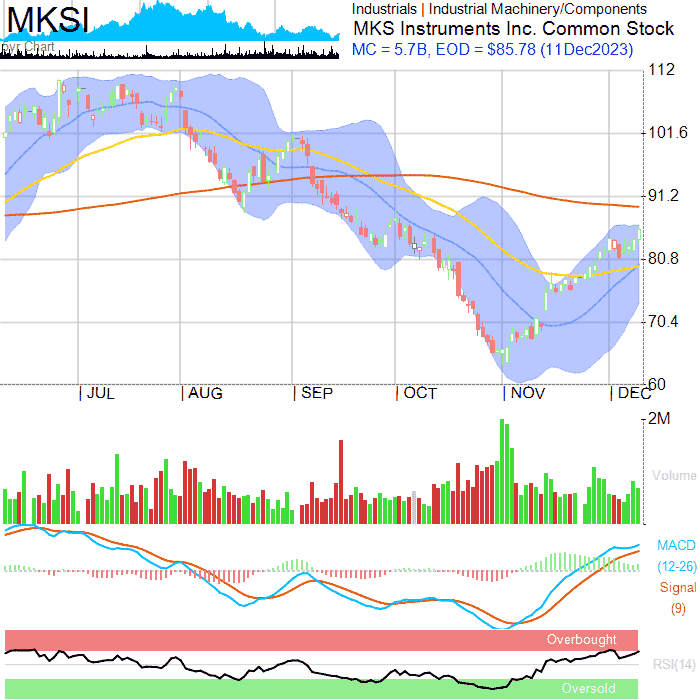 MKSI
Industrials | Industrial Machinery/Components
MKS Instruments Inc. Common Stock
MC = 5.7B, EOD = $85.78 (11Dec2023)
Chart
112
101.6
91.2
80.8
70.4
60
JUL AUG SEP OCT NOV DEC
2M
Volume
MACD
(12-26)
Signal
(9)
Overbought
RSI(14)
Oversold